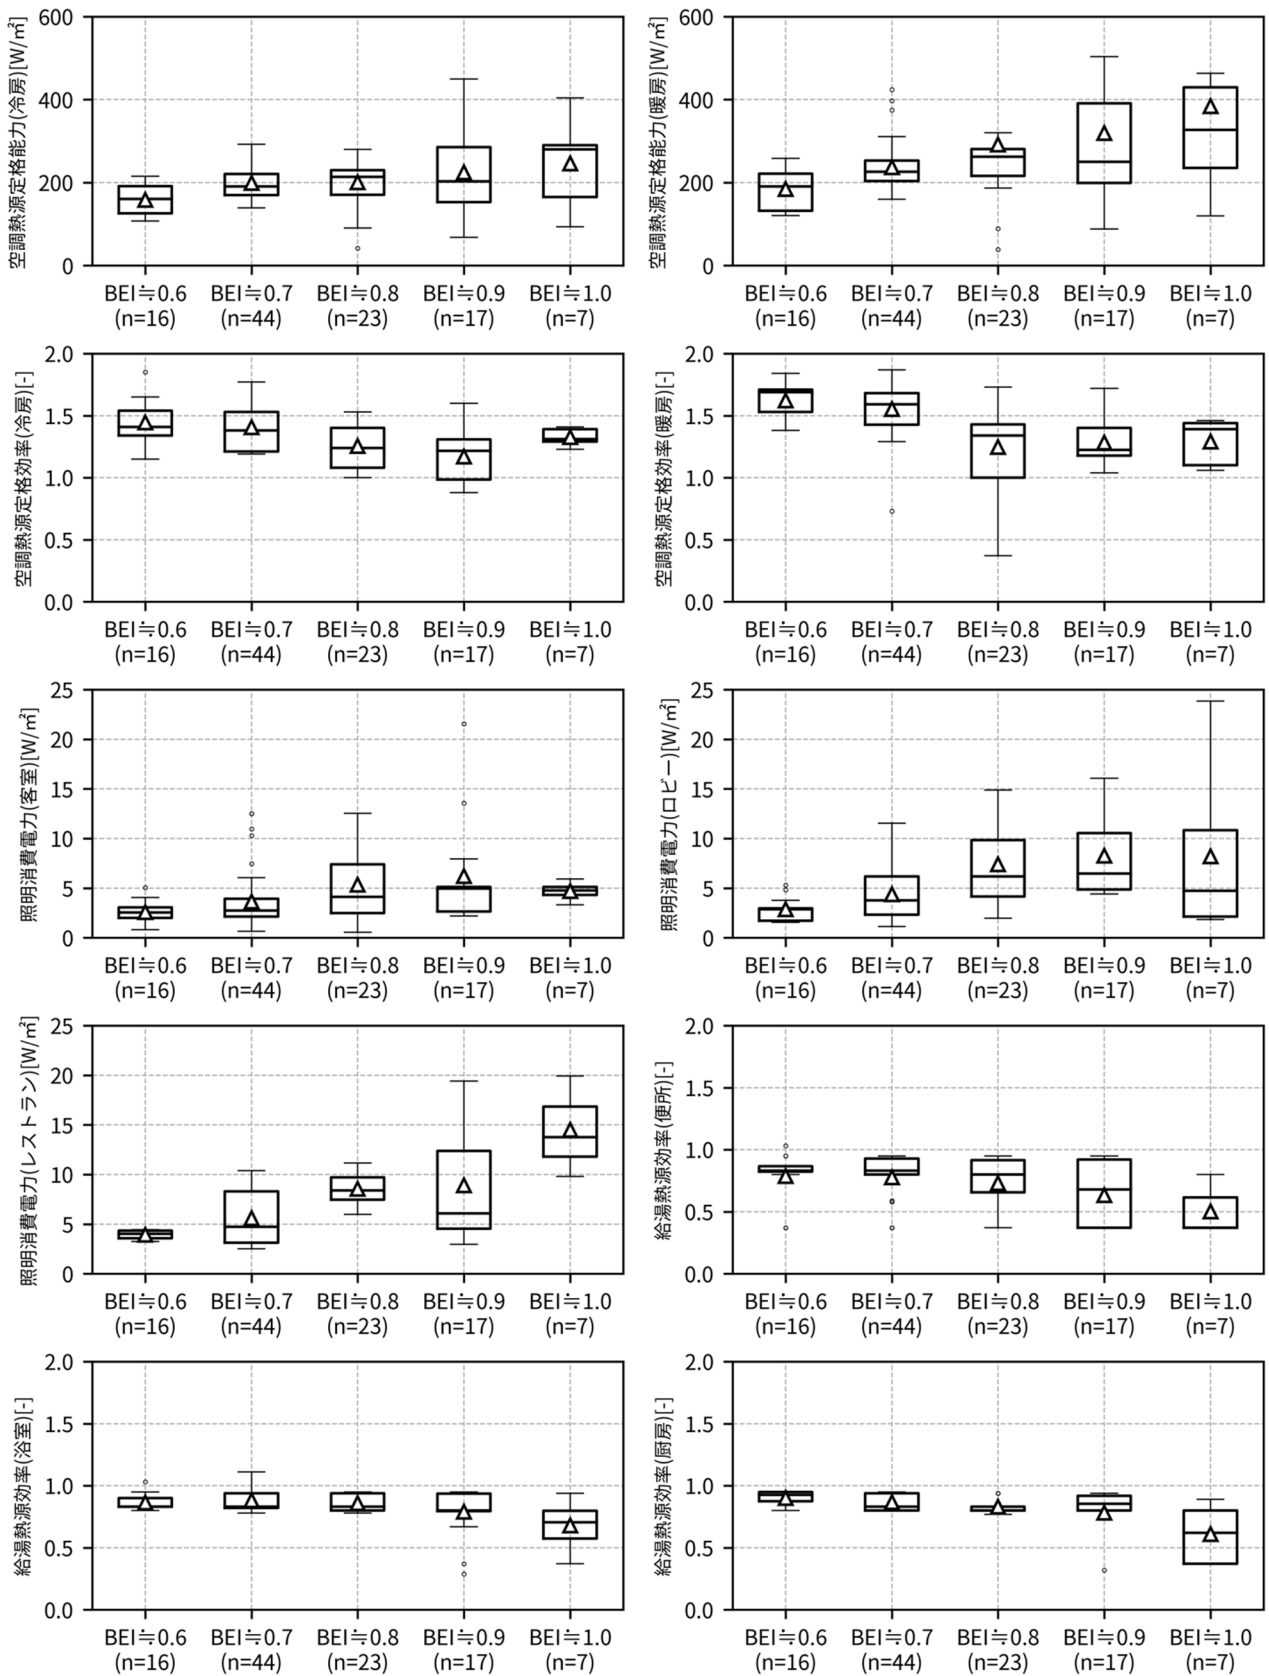 空調熱源定格能力(冷房)[W/㎡]
600
400
200
0
BEI≒0.6 BEI≒0.7 BEI≒0.8 BEI≒0.9 BEI≒1.0
(n=16) (n=44) (n=23) (n=17) (n=7)
空調熱源定格能力(暖房)[W/㎡]
600
400
200
0
BEI≒0.6 BEI≒0.7 BEI≒0.8 BEI≒0.9 BEI≒1.0
(n=16) (n=44) (n=23) (n=17) (n=7)
空調熱源定格効率(冷房)[-]
2.0
1.5
1.0
0.5
0.0
BEI≒0.6 BEI≒0.7 BEI≒0.8 BEI≒0.9 BEI≒1.0
(n=16) (n=44) (n=23) (n=17) (n=7)
空調熱源定格効率(暖房)[-]
2.0
1.5
1.0
0.5
0.0
BEI≒0.6 BEI≒0.7 BEI≒0.8 BEI≒0.9 BEI≒1.0
(n=16) (n=44) (n=23) (n=17) (n=7)
照明消費電力(客室)[W/㎡]
25
20
15
10
5
0
BEI≒0.6 BEI≒0.7 BEI≒0.8 BEI≒0.9 BEI≒1.0
(n=16) (n=44) (n=23) (n=17) (n=7)
照明消費電力(ロビー)[W/㎡]
25
20
15
10
5
0
BEI≒0.6 BEI≒0.7 BEI≒0.8 BEI≒0.9 BEI≒1.0
(n=16) (n=44) (n=23) (n=17) (n=7)
照明消費電力(レストラン)[W/㎡]
25
20
15
10
5
0
BEI≒0.6 BEI≒0.7 BEI≒0.8 BEI≒0.9 BEI≒1.0
(n=16) (n=44) (n=23) (n=17) (n=7)
給湯熱源効率(便所)[-]
2.0
1.5
1.0
0.5
0.0
BEI≒0.6 BEI≒0.7 BEI≒0.8 BEI≒0.9 BEI≒1.0
(n=16) (n=44) (n=23) (n=17) (n=7)
給湯熱源効率(浴室)[-]
2.0
1.5
1.0
0.5
0.0
BEI≒0.6 BEI≒0.7 BEI≒0.8 BEI≒0.9 BEI≒1.0
(n=16) (n=44) (n=23) (n=17) (n=7)
給湯熱源効率(厨房)[-]
2.0
1.5
1.0
0.5
0.0
BEI≒0.6 BEI≒0.7 BEI≒0.8 BEI≒0.9 BEI≒1.0
(n=16) (n=44) (n=23) (n=17) (n=7)